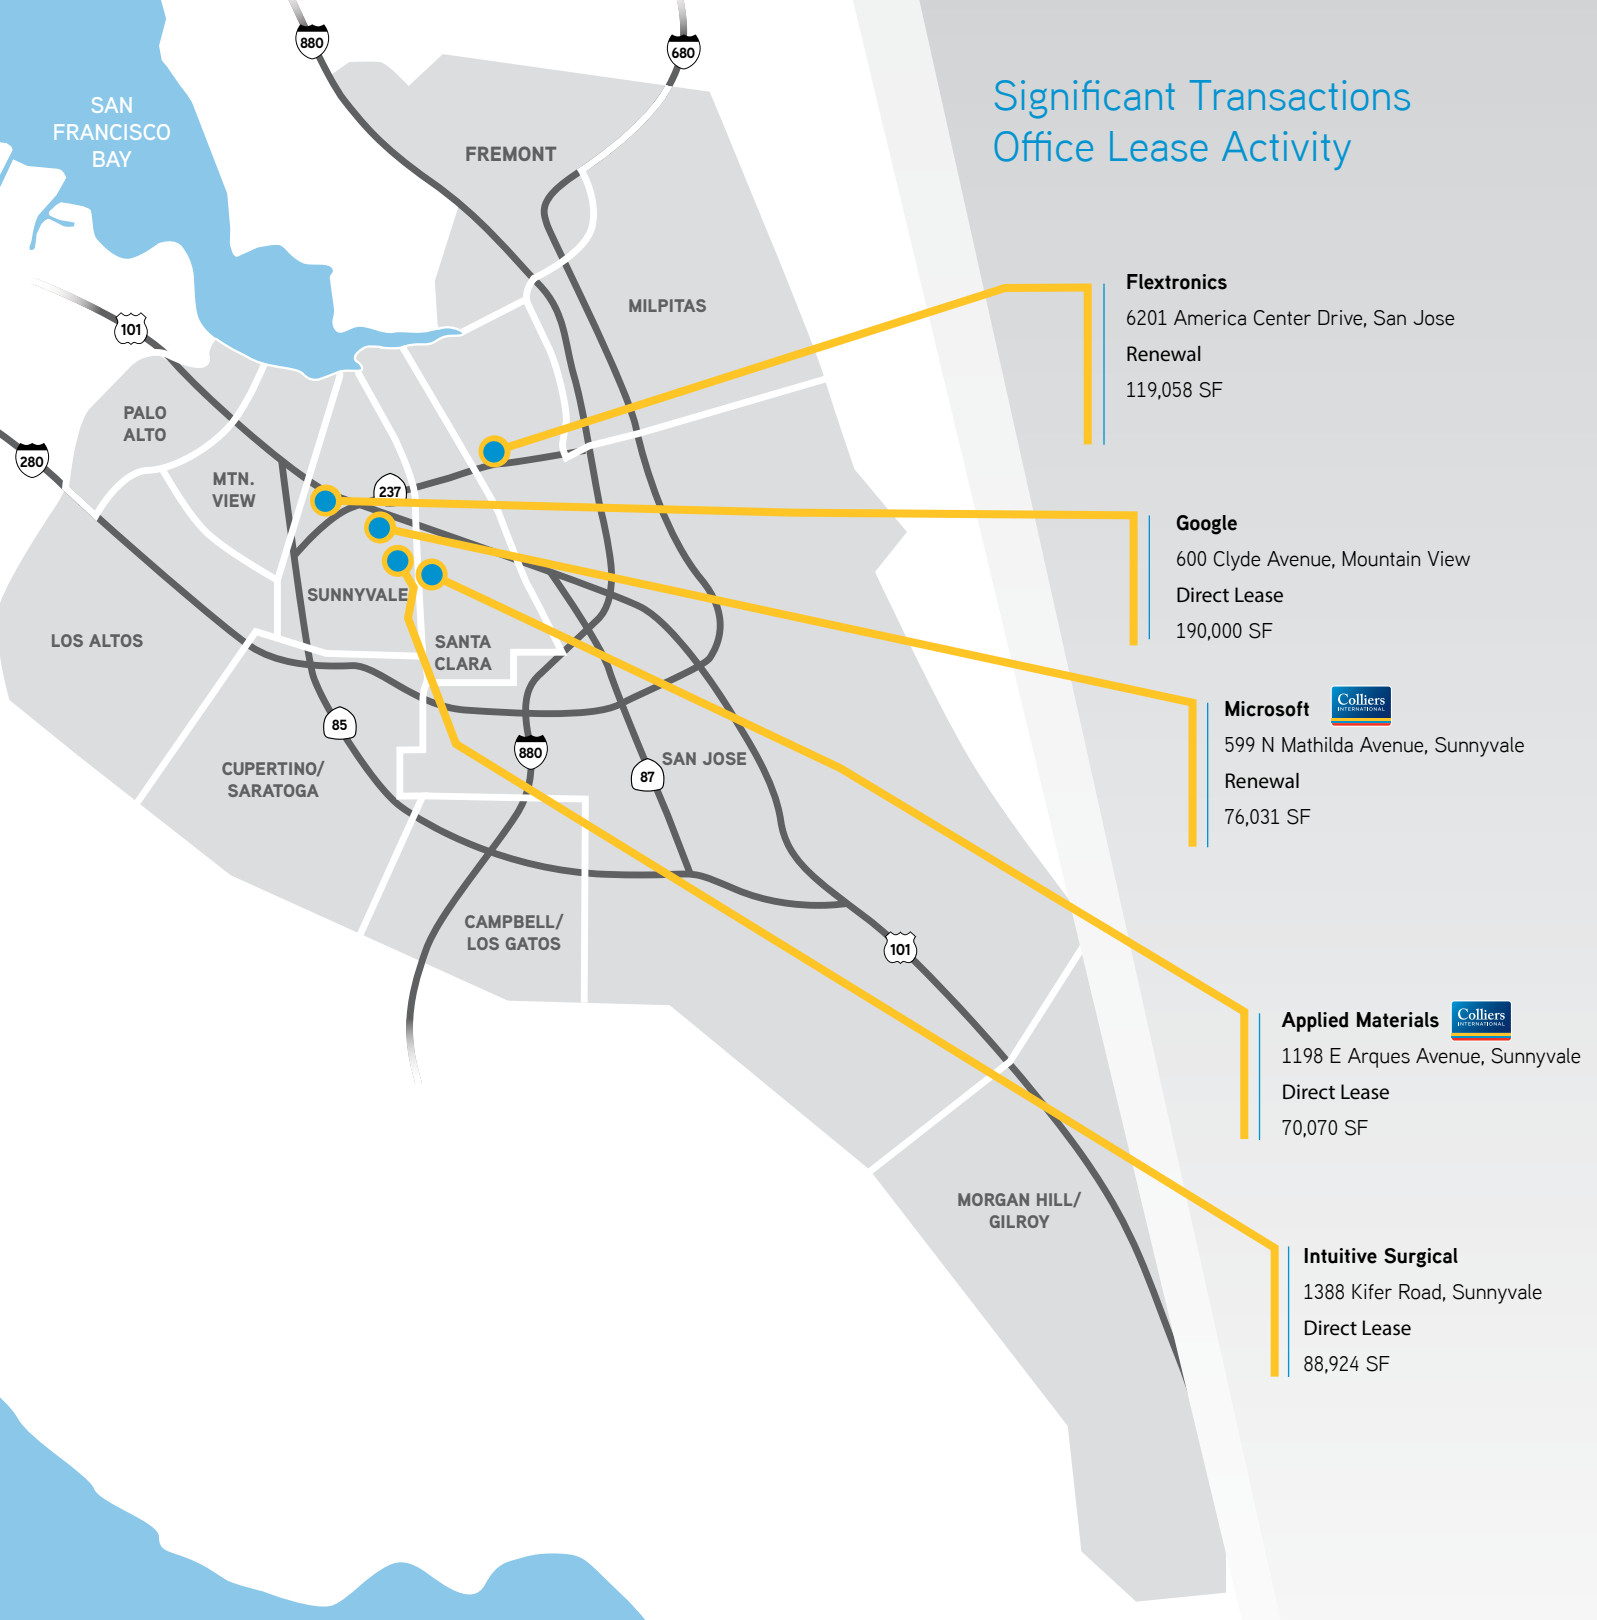 Significant Transactions
Office Lease Activity
880
680
SAN
FRANCISCO
BAY
FREMONT
MILPITAS
101
PALO
ALTO
280
MTN.
VIEW
237
SUNNYVALE
LOS ALTOS
SANTA
CLARA
85
880
87
SAN JOSE
CUPERTINO/
SARATOGA
CAMPBELL/
LOS GATOS
101
MORGAN HILL/
GILROY
Flextronics
6201 America Center Drive, San Jose
Renewal
119,058 SF
Google
600 Clyde Avenue, Mountain View
Direct Lease
190,000 SF
Microsoft
Colliers
INTERNATIONAL
599 N Mathilda Avenue, Sunnyvale
Renewal
76,031 SF
Applied Materials
Colliers
INTERNATIONAL
1198 E Arques Avenue, Sunnyvale
Direct Lease
70,070 SF
Intuitive Surgical
1388 Kifer Road, Sunnyvale
Direct Lease
88,924 SF